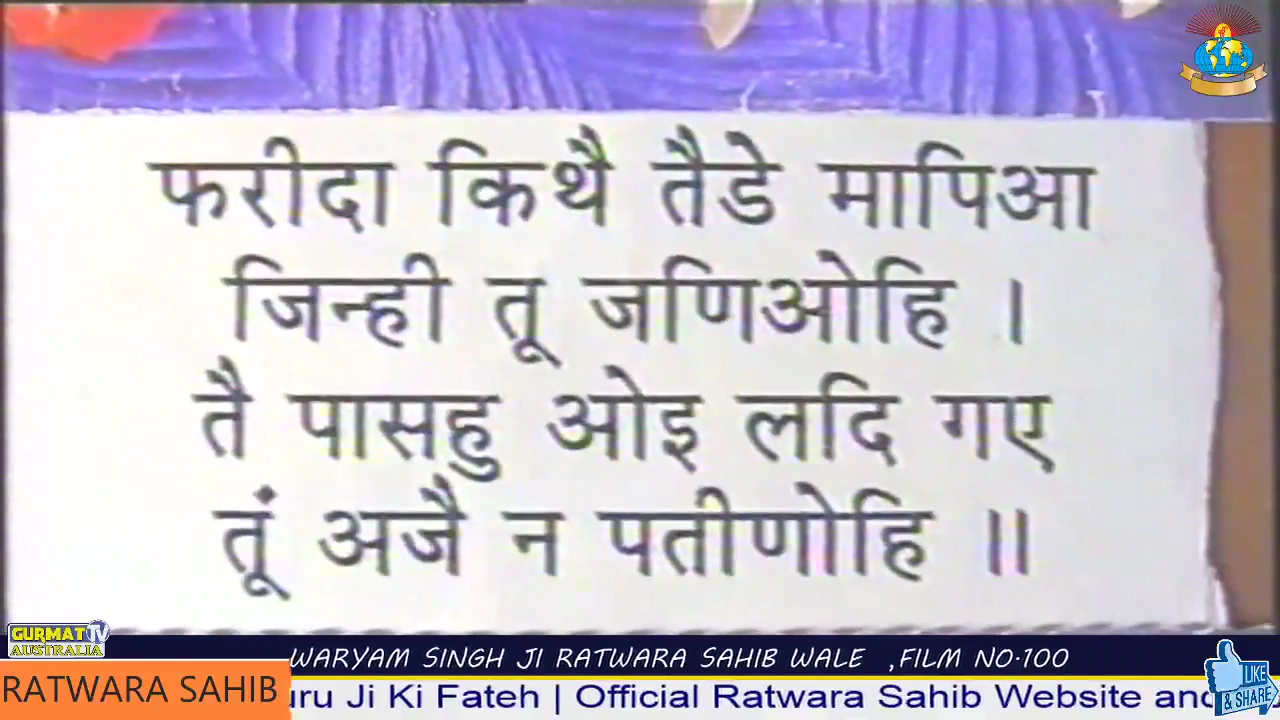 फरीदा किथै तैडे मापिआ
जिन्ही तू जणिओहि ।
तै पासहु ओइ लदि गए
तूं अजै न पतीणोहि ॥
GURMAT TV
AUSTRALIA
WARYAM SINGH JI RATWARA SAHIB WALE ,FILM NO.100
RATWARA SAHIB
uru Ji Ki Fateh | Official Ratwara Sahib Website and
LIKE
& SHARE